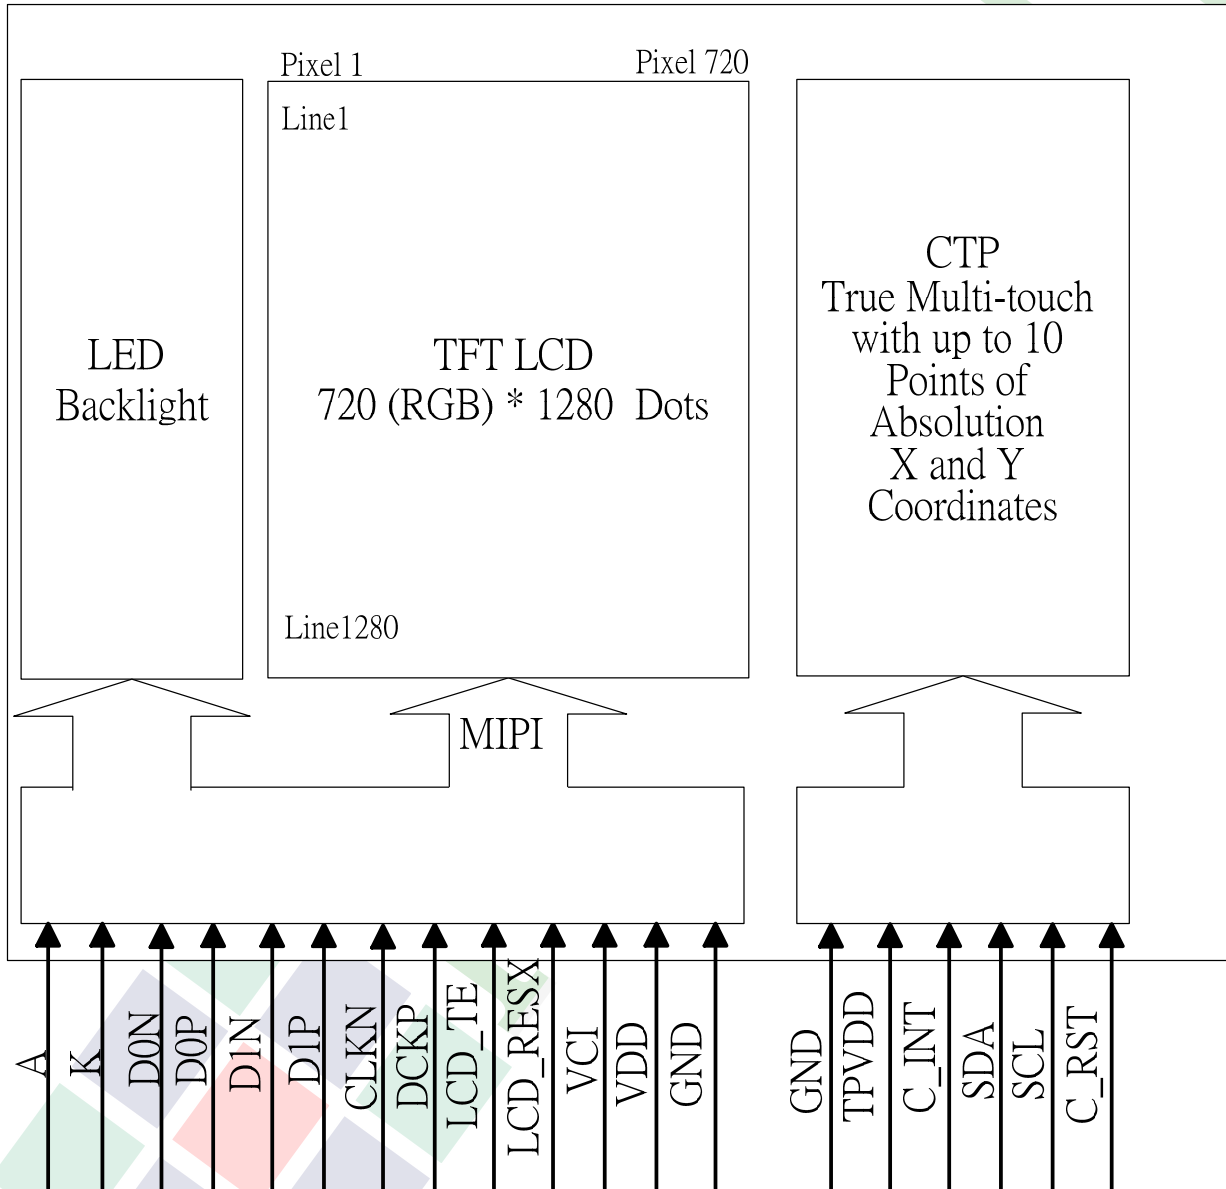 Pixel 1
Pixel 720
Line1
LED
Backlight
TFT LCD
720 (RGB) * 1280 Dots
CTP
True Multi-touch
with up to 10
Points of
Absolution
X and Y
Coordinates
Line1280
MIPI
A
K
D0N
D0P
D1N
D1P
CLKN
DCKP
LCD_TE
LCD_RESX
VCI
VDD
GND
GND
TPVDD
C_INT
SDA
SCL
C_RST